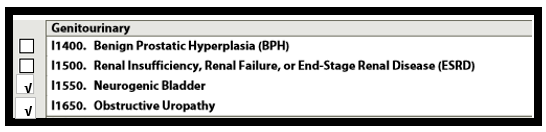 Genitourinary
☐ I1400. Benign Prostatic Hyperplasia (BPH)
☐ I1500. Renal Insufficiency, Renal Failure, or End-Stage Renal Disease (ESRD)
√ I1550. Neurogenic Bladder
√ I1650. Obstructive Uropathy